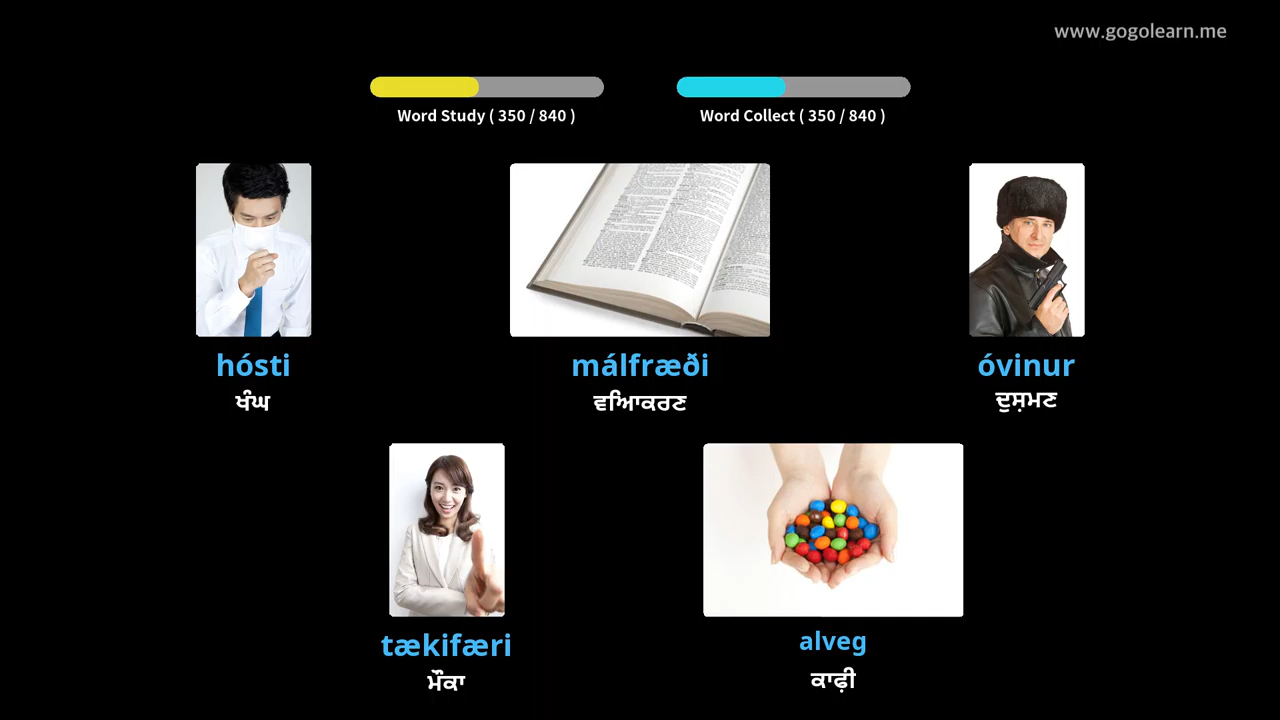 www.gogolearn.me
Word Study ( 350 / 840 )
Word Collect ( 350 / 840 )
hósti
ਖੰਘ
málfræði
ਵਿਆਕਰਣ
óvinur
ਦੁਸ਼ਮਣ
tækifæri
ਮੌਕਾ
alveg
ਕਾਫ਼ੀ